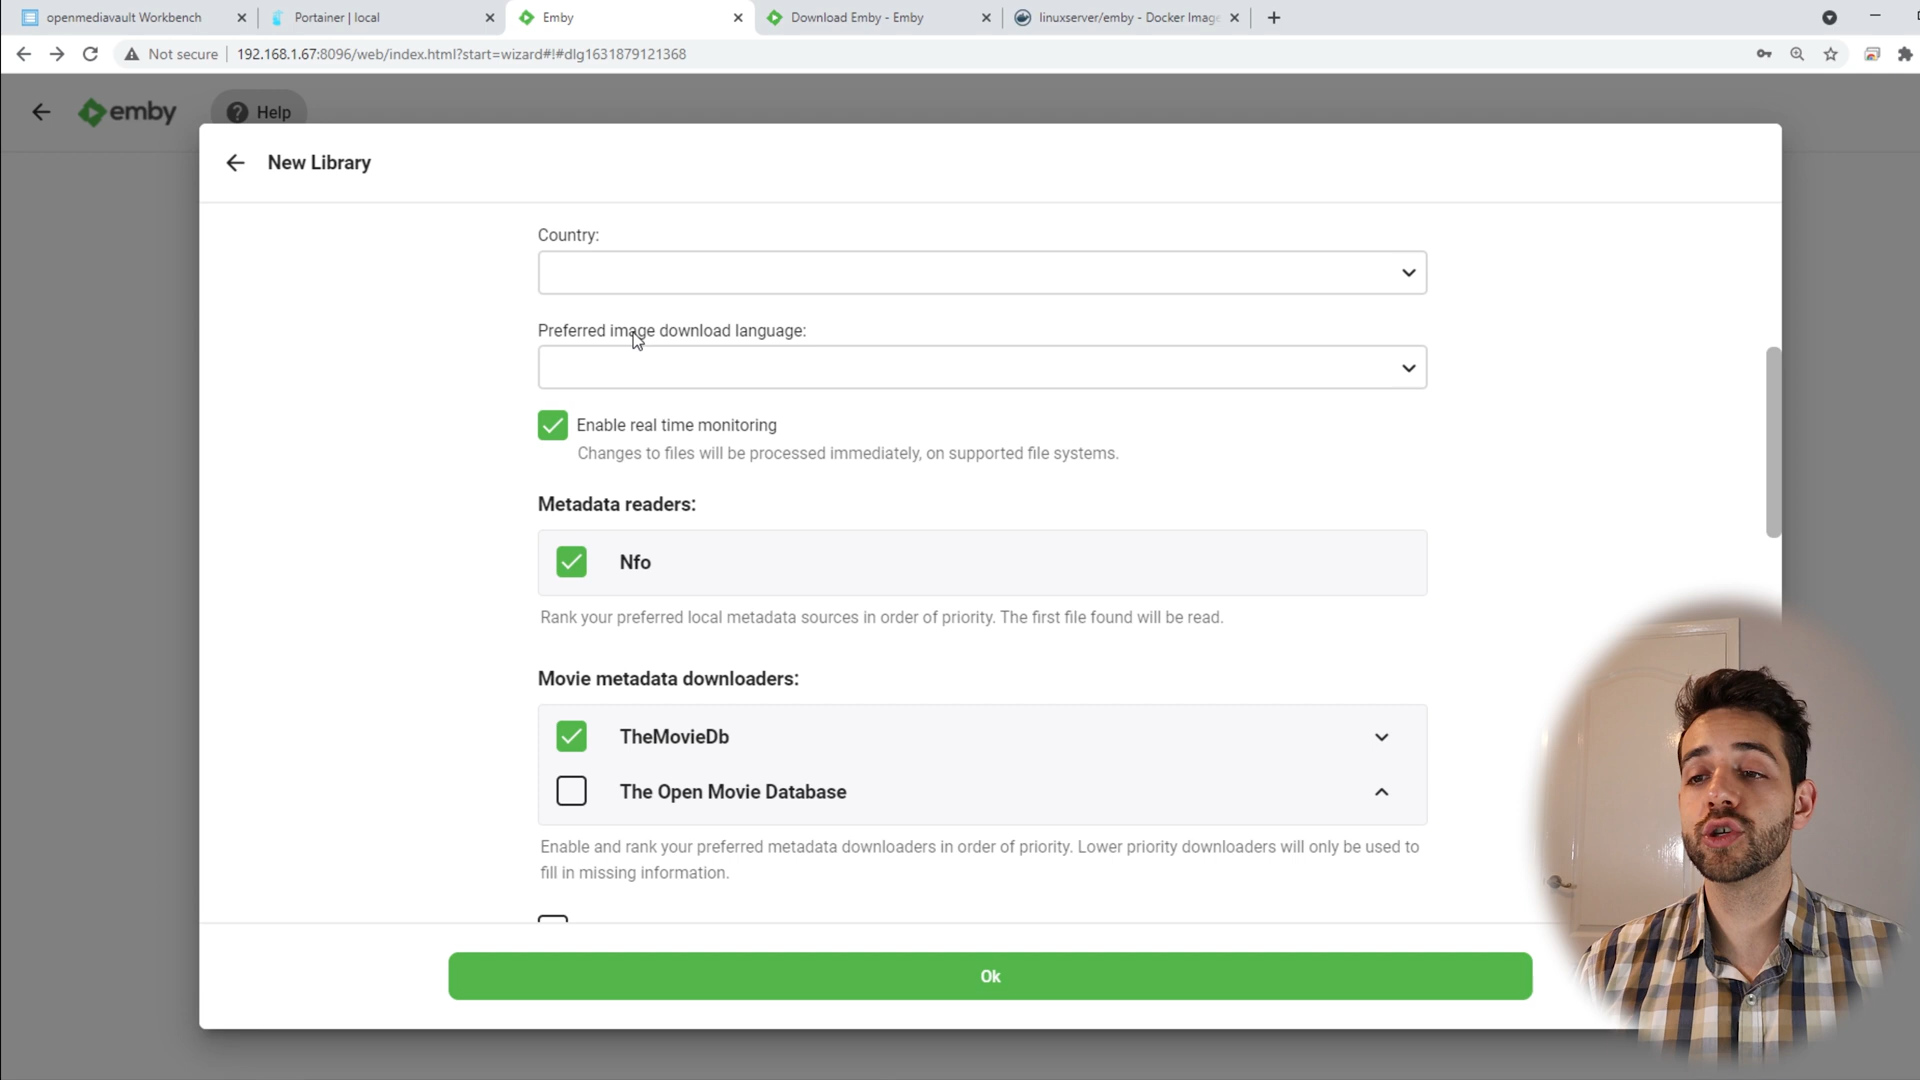 openmediavault Workbench
Portainer | local
Emby
Download Emby - Emby
linuxserver/emby - Docker Image
Not secure
192.168.1.67:8096/web/index.html?start=wizard#!#dlg1631879121368
emby
Help
New Library
Country:
Preferred image download language:
Enable real time monitoring
Changes to files will be processed immediately, on supported file systems.
Metadata readers:
Nfo
Rank your preferred local metadata sources in order of priority. The first file found will be read.
Movie metadata downloaders:
TheMovieDb
The Open Movie Database
Enable and rank your preferred metadata downloaders in order of priority. Lower priority downloaders will only be used to
fill in missing information.
Ok